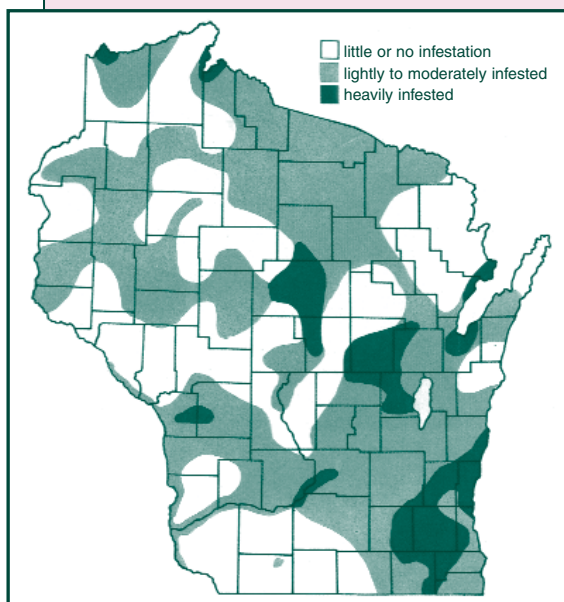 little or no infestation
lightly to moderately infested
heavily infested